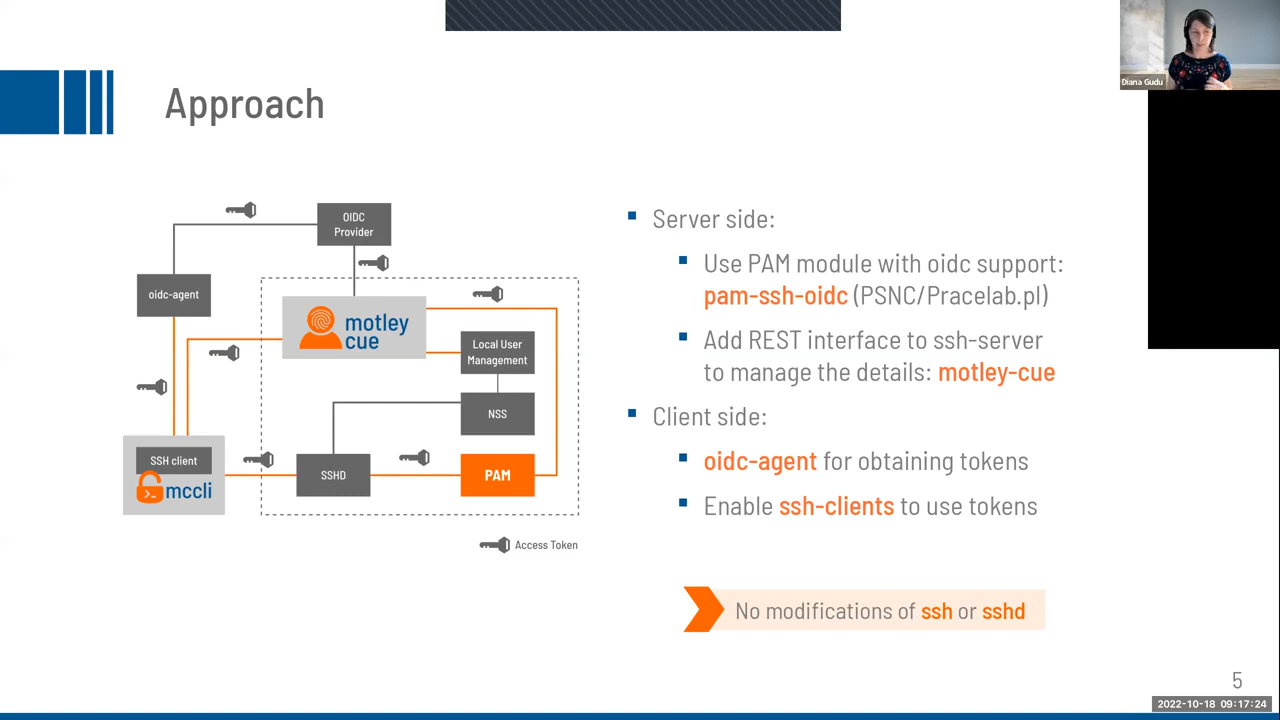 Diana Gudu
Approach
OIDC
Provider
oidc-agent
motley
cue
Local User
Management
NSS
SSH client
mccli
SSHD
PAM
Access Token
Server side:
Use PAM module with oidc support:
pam-ssh-oidc (PSNC/Pracelab.pl)
Add REST interface to ssh-server
to manage the details: motley-cue
Client side:
oidc-agent for obtaining tokens
Enable ssh-clients to use tokens
No modifications of ssh or sshd
5
2022-10-18 09:17:24